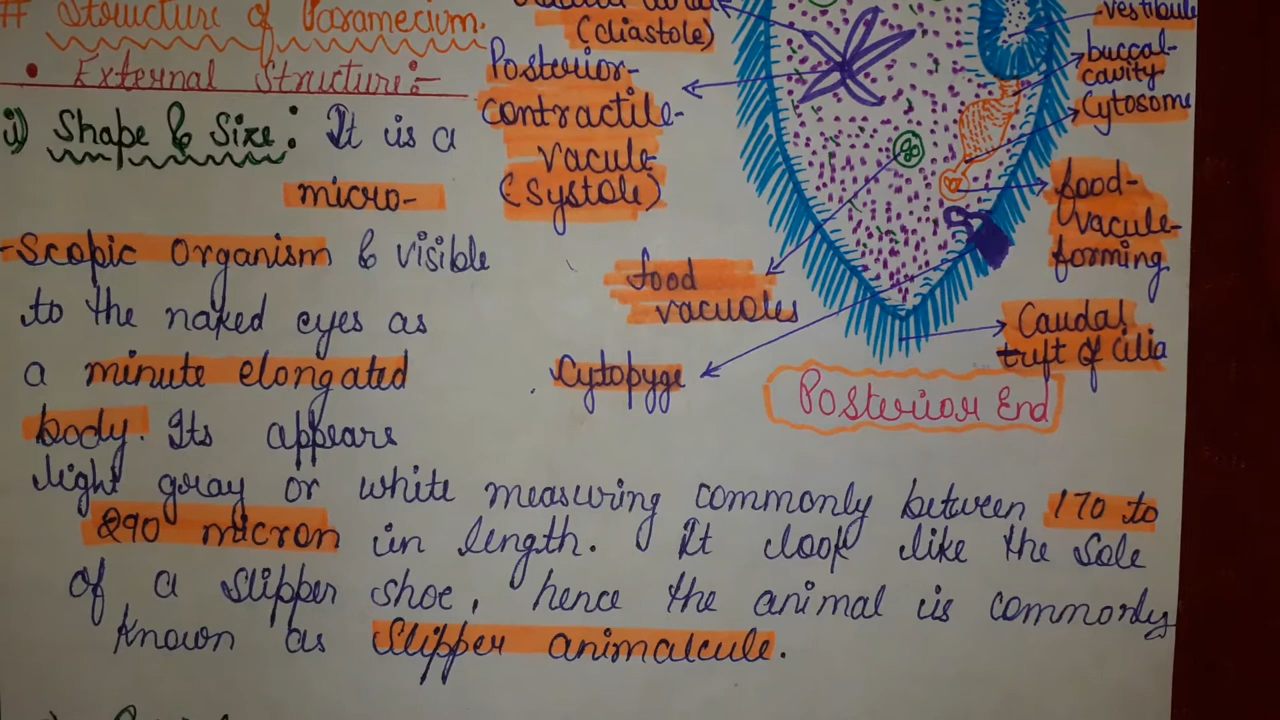 # Structure of Paramecium.
• External Structure:-
i) Shape & Size: It is a
micro-
-Scopic Organism & visible
to the naked eyes as
a minute elongated
body. Its appears
light gray or white measuring commonly between 170 to
290 micron in length. It look like the Sole
of a slipper shoe, hence the animal is commonly
known as Slipper animalcule.
(diastole)
Posterior-
contractile-
vacule
(Systole)
food
vacuoles
Cytopyge
vestibule
buccal-
cavity
Cytosome
food-
vacule-
forming
Caudal
tuft of Cilia
Posterior End